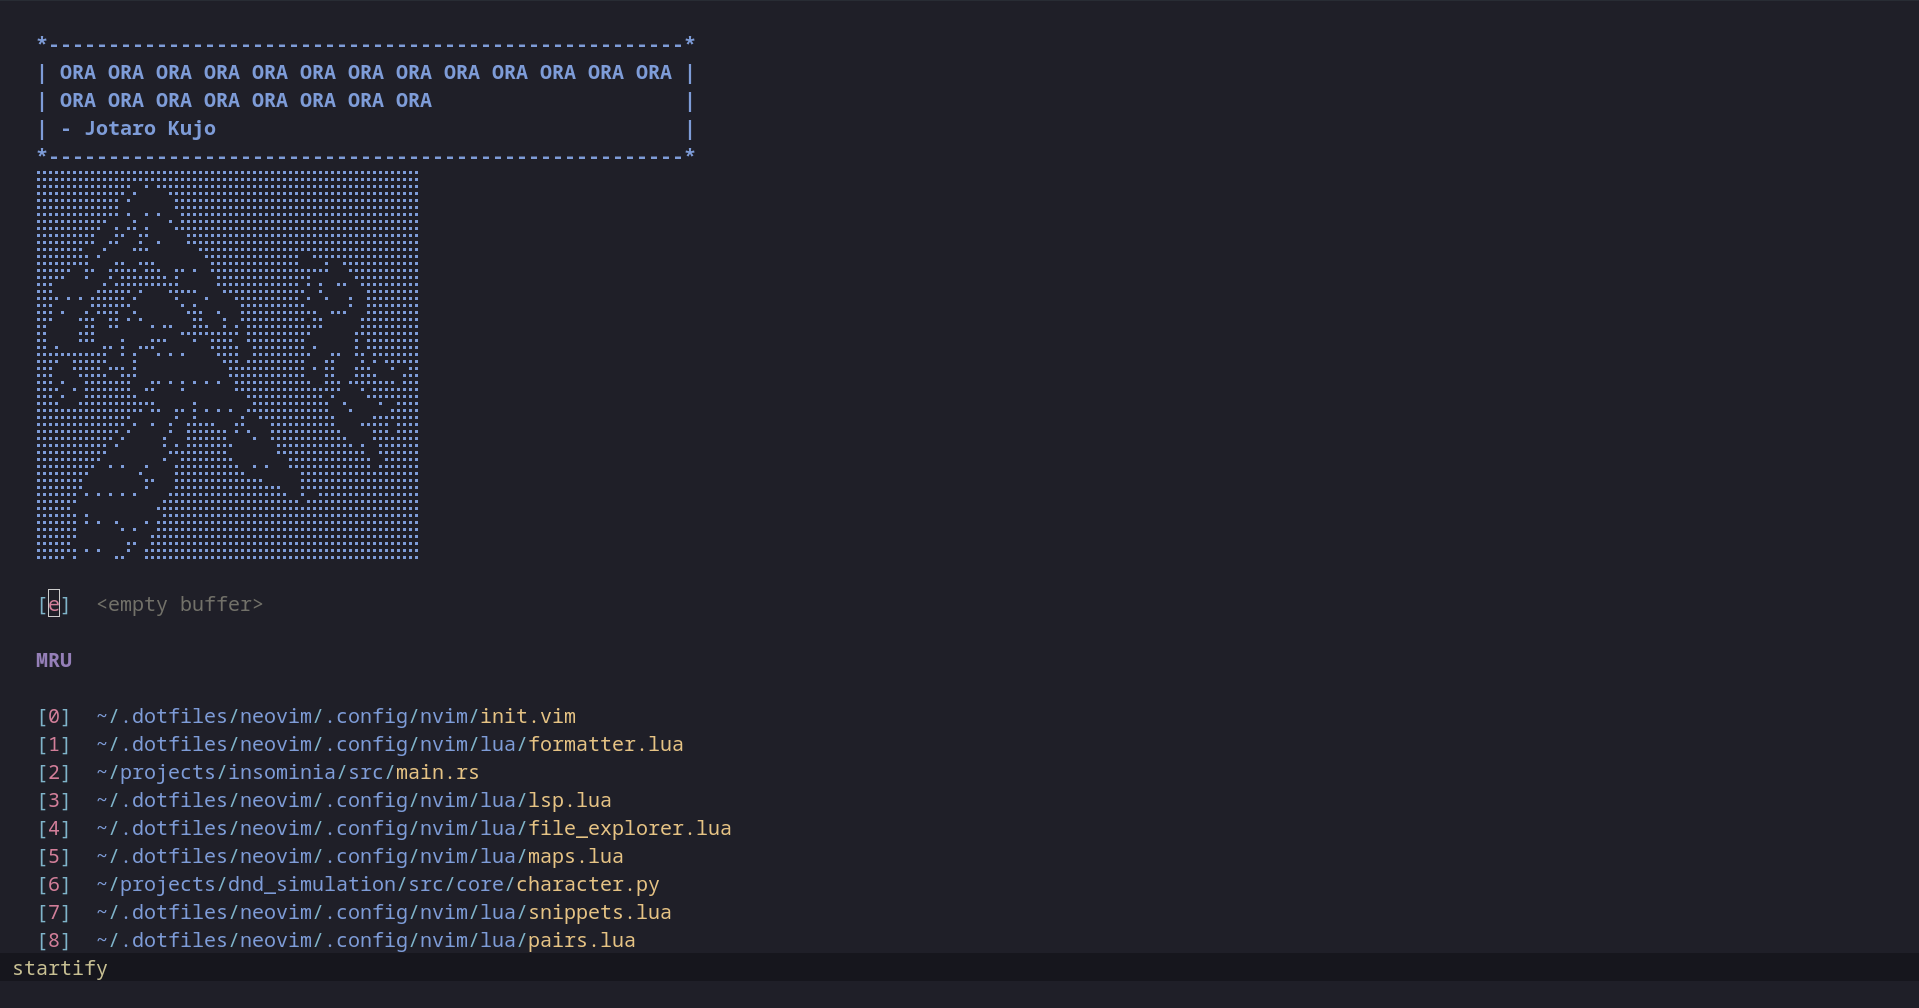 *-----------------------------------------------------*
| ORA ORA ORA ORA ORA ORA ORA ORA ORA ORA ORA ORA ORA |
| ORA ORA ORA ORA ORA ORA ORA ORA                     |
| - Jotaro Kujo                                       |
*-----------------------------------------------------*
[e]  <empty buffer>
MRU
[0]  ~/.dotfiles/neovim/.config/nvim/init.vim
[1]  ~/.dotfiles/neovim/.config/nvim/lua/formatter.lua
[2]  ~/projects/insominia/src/main.rs
[3]  ~/.dotfiles/neovim/.config/nvim/lua/lsp.lua
[4]  ~/.dotfiles/neovim/.config/nvim/lua/file_explorer.lua
[5]  ~/.dotfiles/neovim/.config/nvim/lua/maps.lua
[6]  ~/projects/dnd_simulation/src/core/character.py
[7]  ~/.dotfiles/neovim/.config/nvim/lua/snippets.lua
[8]  ~/.dotfiles/neovim/.config/nvim/lua/pairs.lua
startify